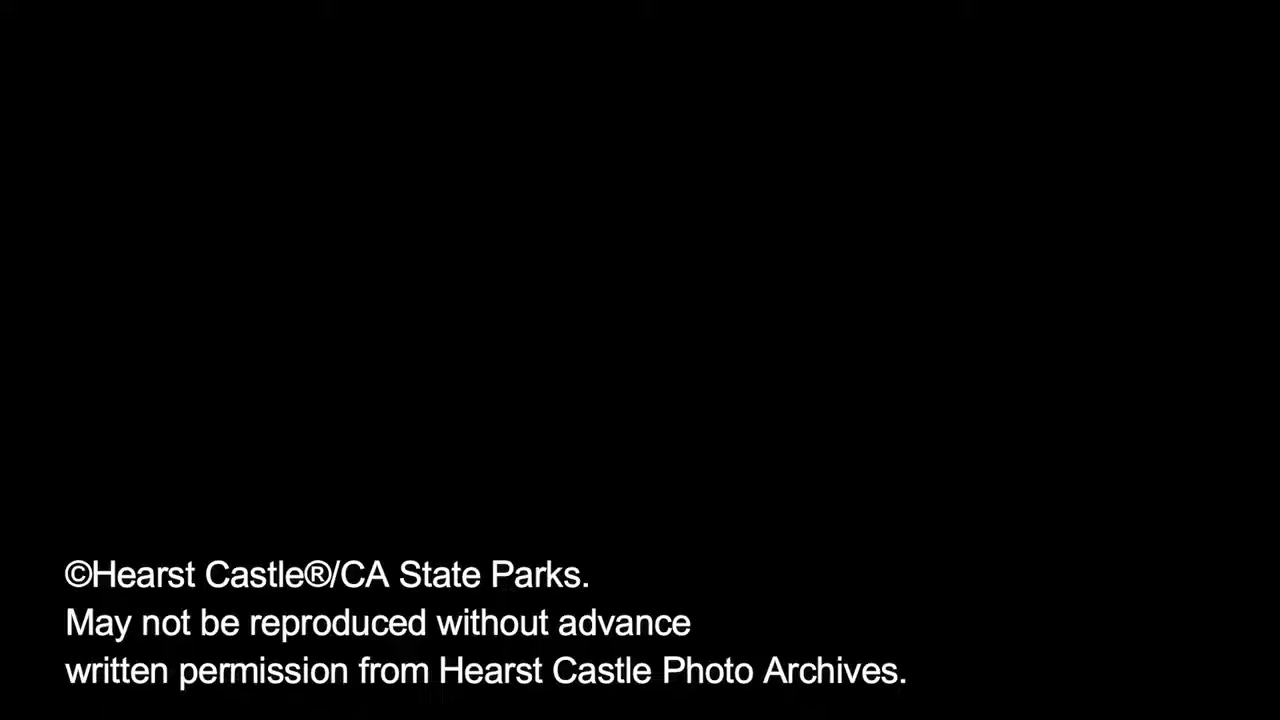 ©Hearst Castle®/CA State Parks.
May not be reproduced without advance
written permission from Hearst Castle Photo Archives.